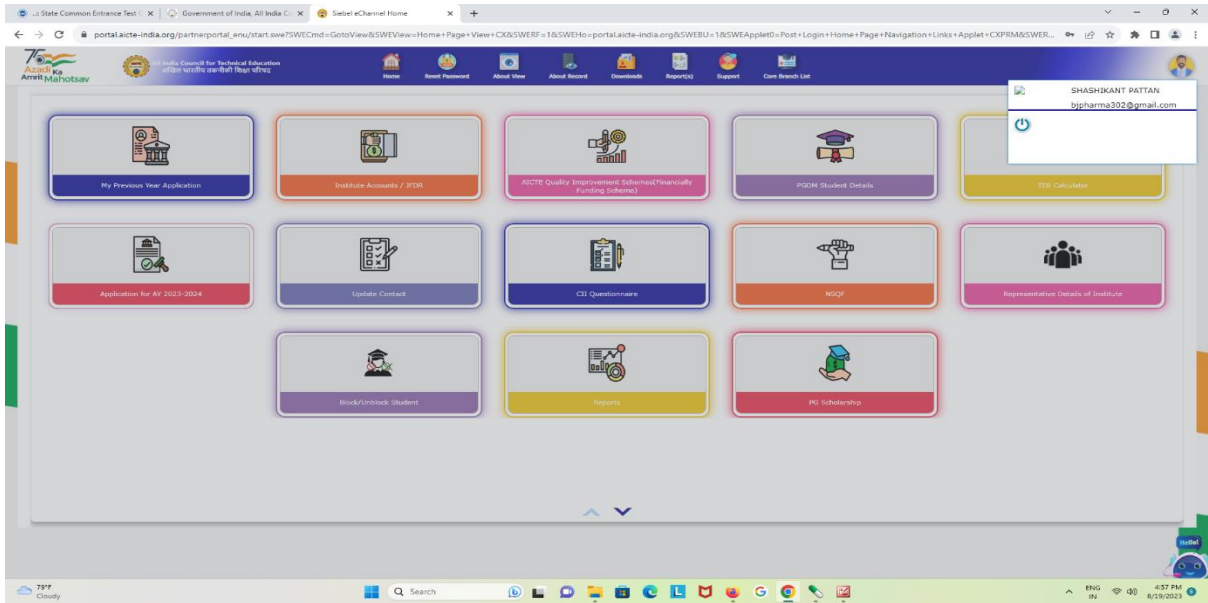 State Common Entrance Test C
Government of India, All India Co
Siebel eChannel Home
portal.aicte-india.org/partnerportal_enu/start.swe?SWECmd=GotoView&SWEView=Home+Page+View+CX&SWERF=1&SWEHo=portal.aicte-india.org&SWEBU=1&SWEApplet0=Post+Login+Home+Page+Navigation+Links+Applet+CXPRM&SWER...
Azadi Ka
Amrit Mahotsav
All India Council for Technical Education
अखिल भारतीय तकनीकी शिक्षा परिषद
Home
Reset Password
About View
About Record
Downloads
Report(s)
Support
Core Branch List
SHASHIKANT PATTAN
bjpharma302@gmail.com
My Previous Year Application
Institute Accounts / JFDR
AICTE Quality Improvement Schemes(Financially
Funding Scheme)
PGDM Student Details
TER Calculator
Application for AY 2023-2024
Update Contact
CII Questionnaire
NSQF
Representative Details of Institute
Block/Unblock Student
Reports
PG Scholarship
Hello!
79°F
Cloudy
Search
ENG
IN
4:57 PM
8/19/2023